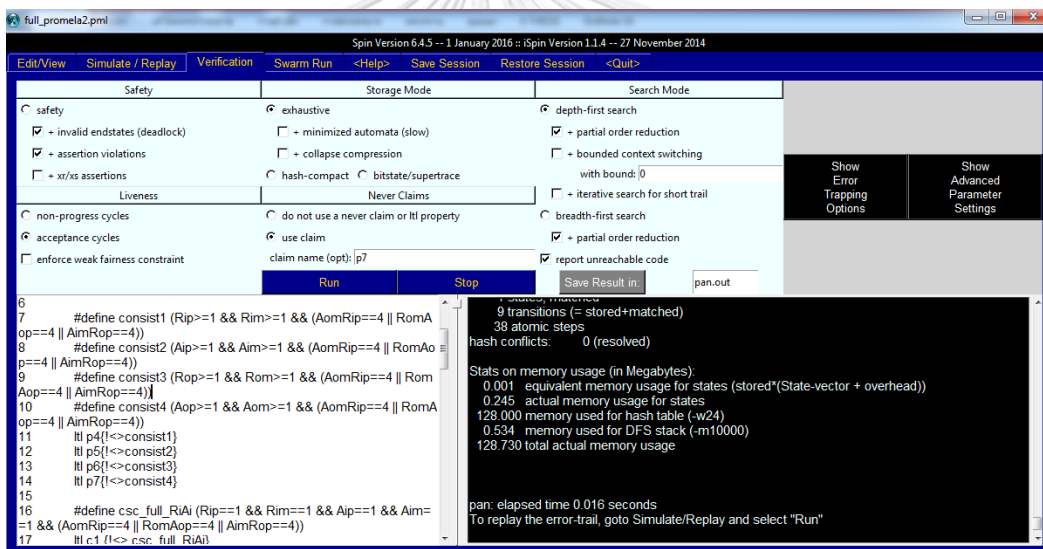 full_promela2.pml
Spin Version 6.4.5 -- 1 January 2016 :: iSpin Version 1.1.4 -- 27 November 2014
Edit/View Simulate / Replay Verification Swarm Run <Help> Save Session Restore Session <Quit>
Safety Storage Mode Search Mode
safety exhaustive depth-first search
+ invalid endstates (deadlock) + minimized automata (slow) + partial order reduction
+ assertion violations + collapse compression + bounded context switching
+ xr/xs assertions hash-compact bitstate/supertrace with bound: 0
Liveness Never Claims + iterative search for short trail
non-progress cycles do not use a never claim or ltl property breadth-first search
acceptance cycles use claim + partial order reduction
enforce weak fairness constraint claim name (opt): p7 report unreachable code
Show Error Trapping Options
Show Advanced Parameter Settings
Run Stop Save Result in: pan.out
6
7 #define consist1 (Rip>=1 && Rim>=1 && (AomRip==4 || RomA
op==4 || AimRop==4))
8 #define consist2 (Aip>=1 && Aim>=1 && (AomRip==4 || RomAo
p==4 || AimRop==4))
9 #define consist3 (Rop>=1 && Rom>=1 && (AomRip==4 || Rom
Aop==4 || AimRop==4))
10 #define consist4 (Aop>=1 && Aom>=1 && (AomRip==4 || RomA
op==4 || AimRop==4))
11 ltl p4{!<>consist1}
12 ltl p5{!<>consist2}
13 ltl p6{!<>consist3}
14 ltl p7{!<>consist4}
15
16 #define csc_full_RiAi (Rip==1 && Rim==1 && Aip==1 && Aim=
=1 && (AomRip==4 || RomAop==4 || AimRop==4))
17 ltl c1 {!<> csc_full_RiAi}
states, matched
9 transitions (= stored+matched)
38 atomic steps
hash conflicts: 0 (resolved)
Stats on memory usage (in Megabytes):
0.001 equivalent memory usage for states (stored*(State-vector + overhead))
0.245 actual memory usage for states
128.000 memory used for hash table (-w24)
0.534 memory used for DFS stack (-m10000)
128.730 total actual memory usage
pan: elapsed time 0.016 seconds
To replay the error-trail, goto Simulate/Replay and select "Run"